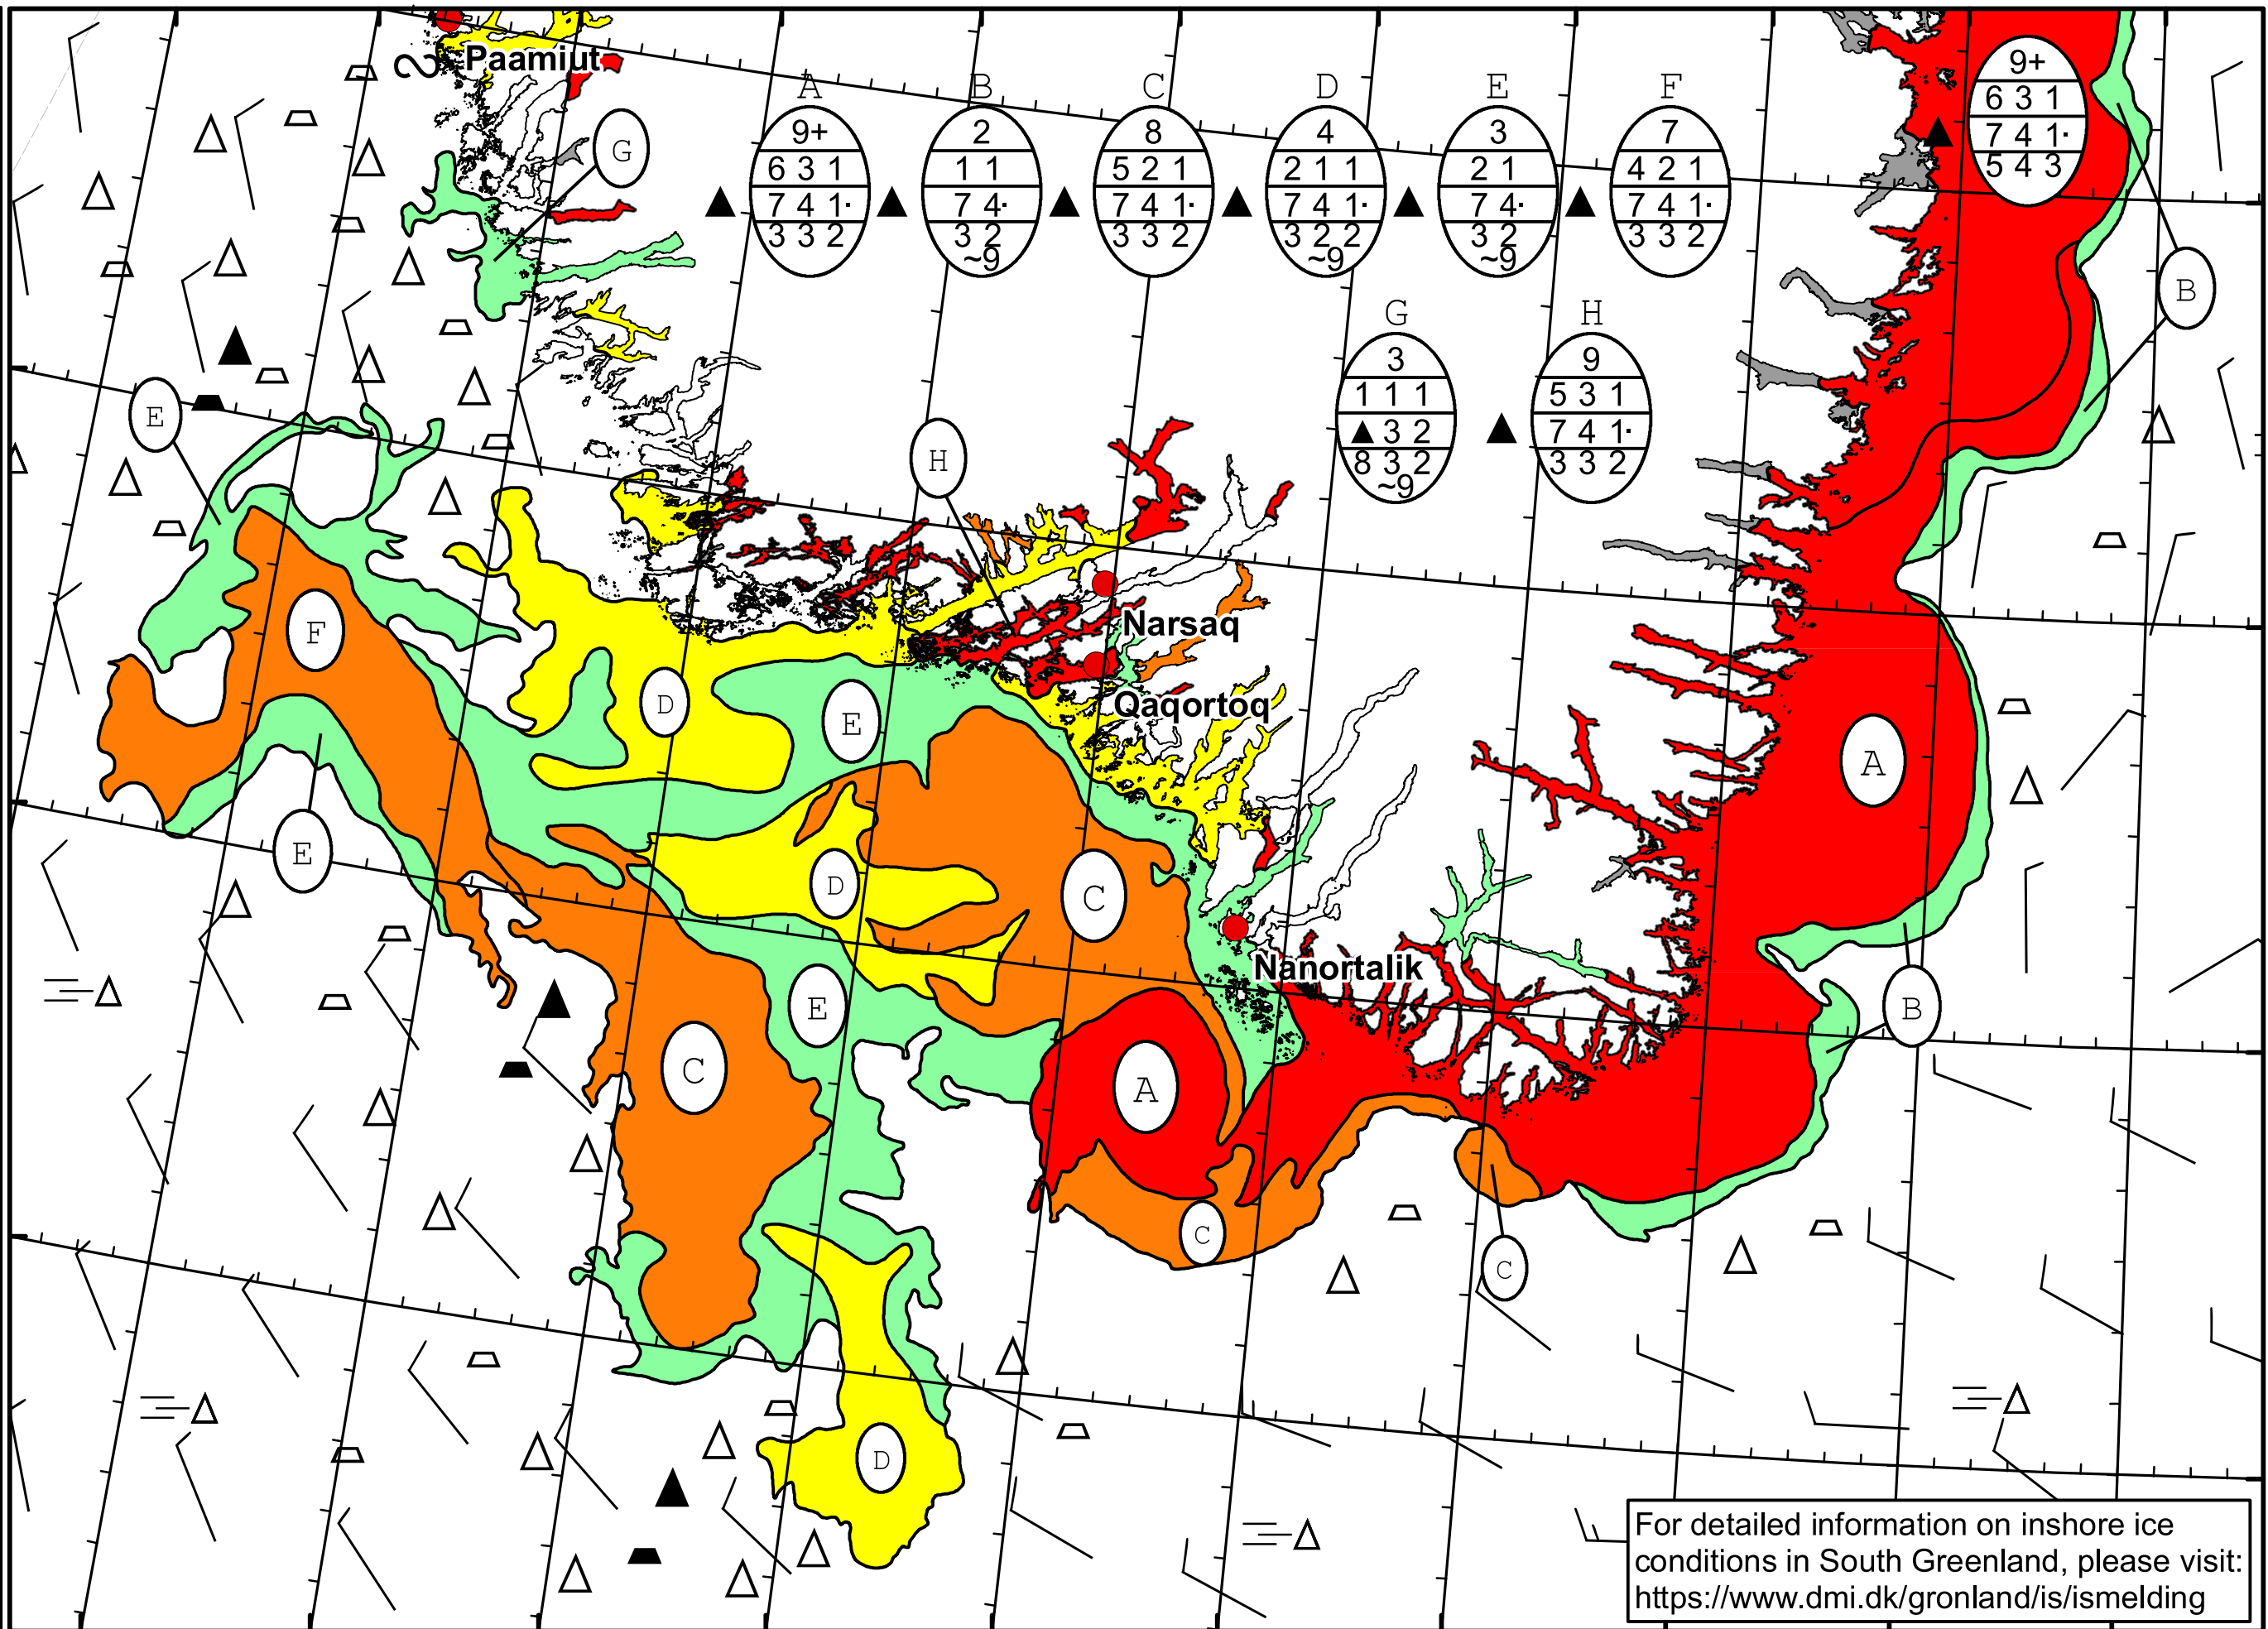 Paamiut
A B C D E F
9+
6 3 1
7 4 1·
3 3 2
2
1 1
7 4·
3 2
~9
8
5 2 1
7 4 1·
3 3 2
4
2 1 1
7 4 1·
3 2 2
~9
3
2 1
7 4·
3 2
~9
7
4 2 1
7 4 1·
3 3 2
9+
6 3 1
7 4 1·
5 4 3
G
B
G H
3
1 1 1
▲ 3 2
8 3 2
~9
9
5 3 1
7 4 1·
3 3 2
E
H
F
Narsaq
D
E
Qaqortoq
A
E
D
C
Nanortalik
E
B
C
A
C
C
D
For detailed information on inshore ice
conditions in South Greenland, please visit:
https://www.dmi.dk/gronland/is/ismelding